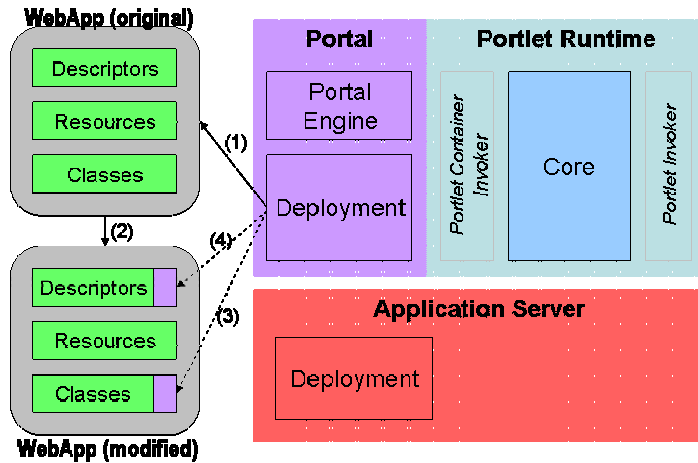 WebApp (original)
Descriptors
Resources
Classes
(1)
(2)
Descriptors
Resources
Classes
WebApp (modified)
(4)
(3)
Portal
Portal
Engine
Deployment
Portlet Runtime
Portlet Container
Invoker
Core
Portlet Invoker
Application Server
Deployment